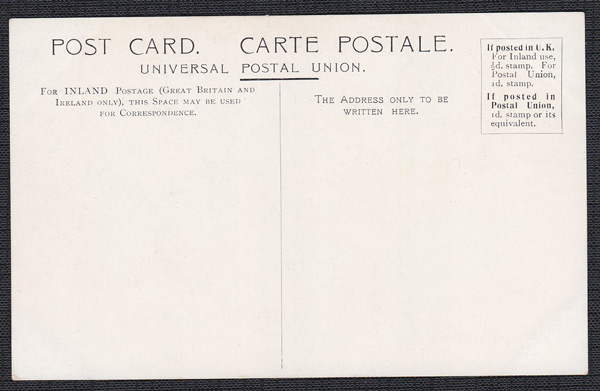 POST CARD. CARTE POSTALE.
UNIVERSAL POSTAL UNION.
FOR INLAND POSTAGE (GREAT BRITAIN AND
IRELAND ONLY), THIS SPACE MAY BE USED
FOR CORRESPONDENCE.
THE ADDRESS ONLY TO BE
WRITTEN HERE.
If posted in U.K.
For Inland use,
½d. stamp. For
Postal Union,
1d. stamp.
If posted in
Postal Union,
1d. stamp or its
equivalent.